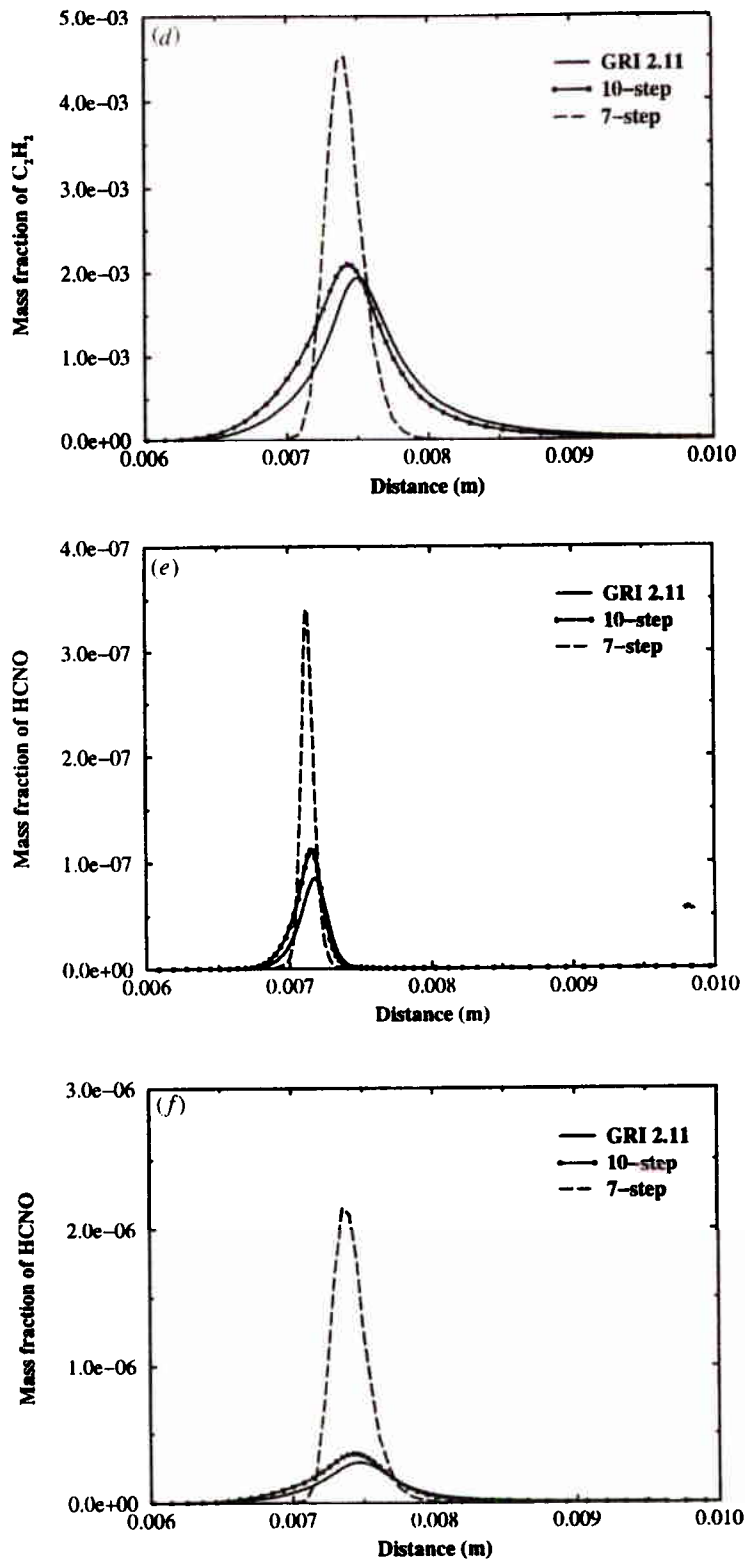 (d)
GRI 2.11
10-step
7-step
Mass fraction of C2H2
5.0e-03
4.0e-03
3.0e-03
2.0e-03
1.0e-03
0.0e+00
0.006 0.007 0.008 0.009 0.010
Distance (m)
(e)
GRI 2.11
10-step
7-step
Mass fraction of HCNO
4.0e-07
3.0e-07
2.0e-07
1.0e-07
0.0e+00
0.006 0.007 0.008 0.009 0.010
Distance (m)
(f)
GRI 2.11
10-step
7-step
Mass fraction of HCNO
3.0e-06
2.0e-06
1.0e-06
0.0e+00
0.006 0.007 0.008 0.009 0.010
Distance (m)